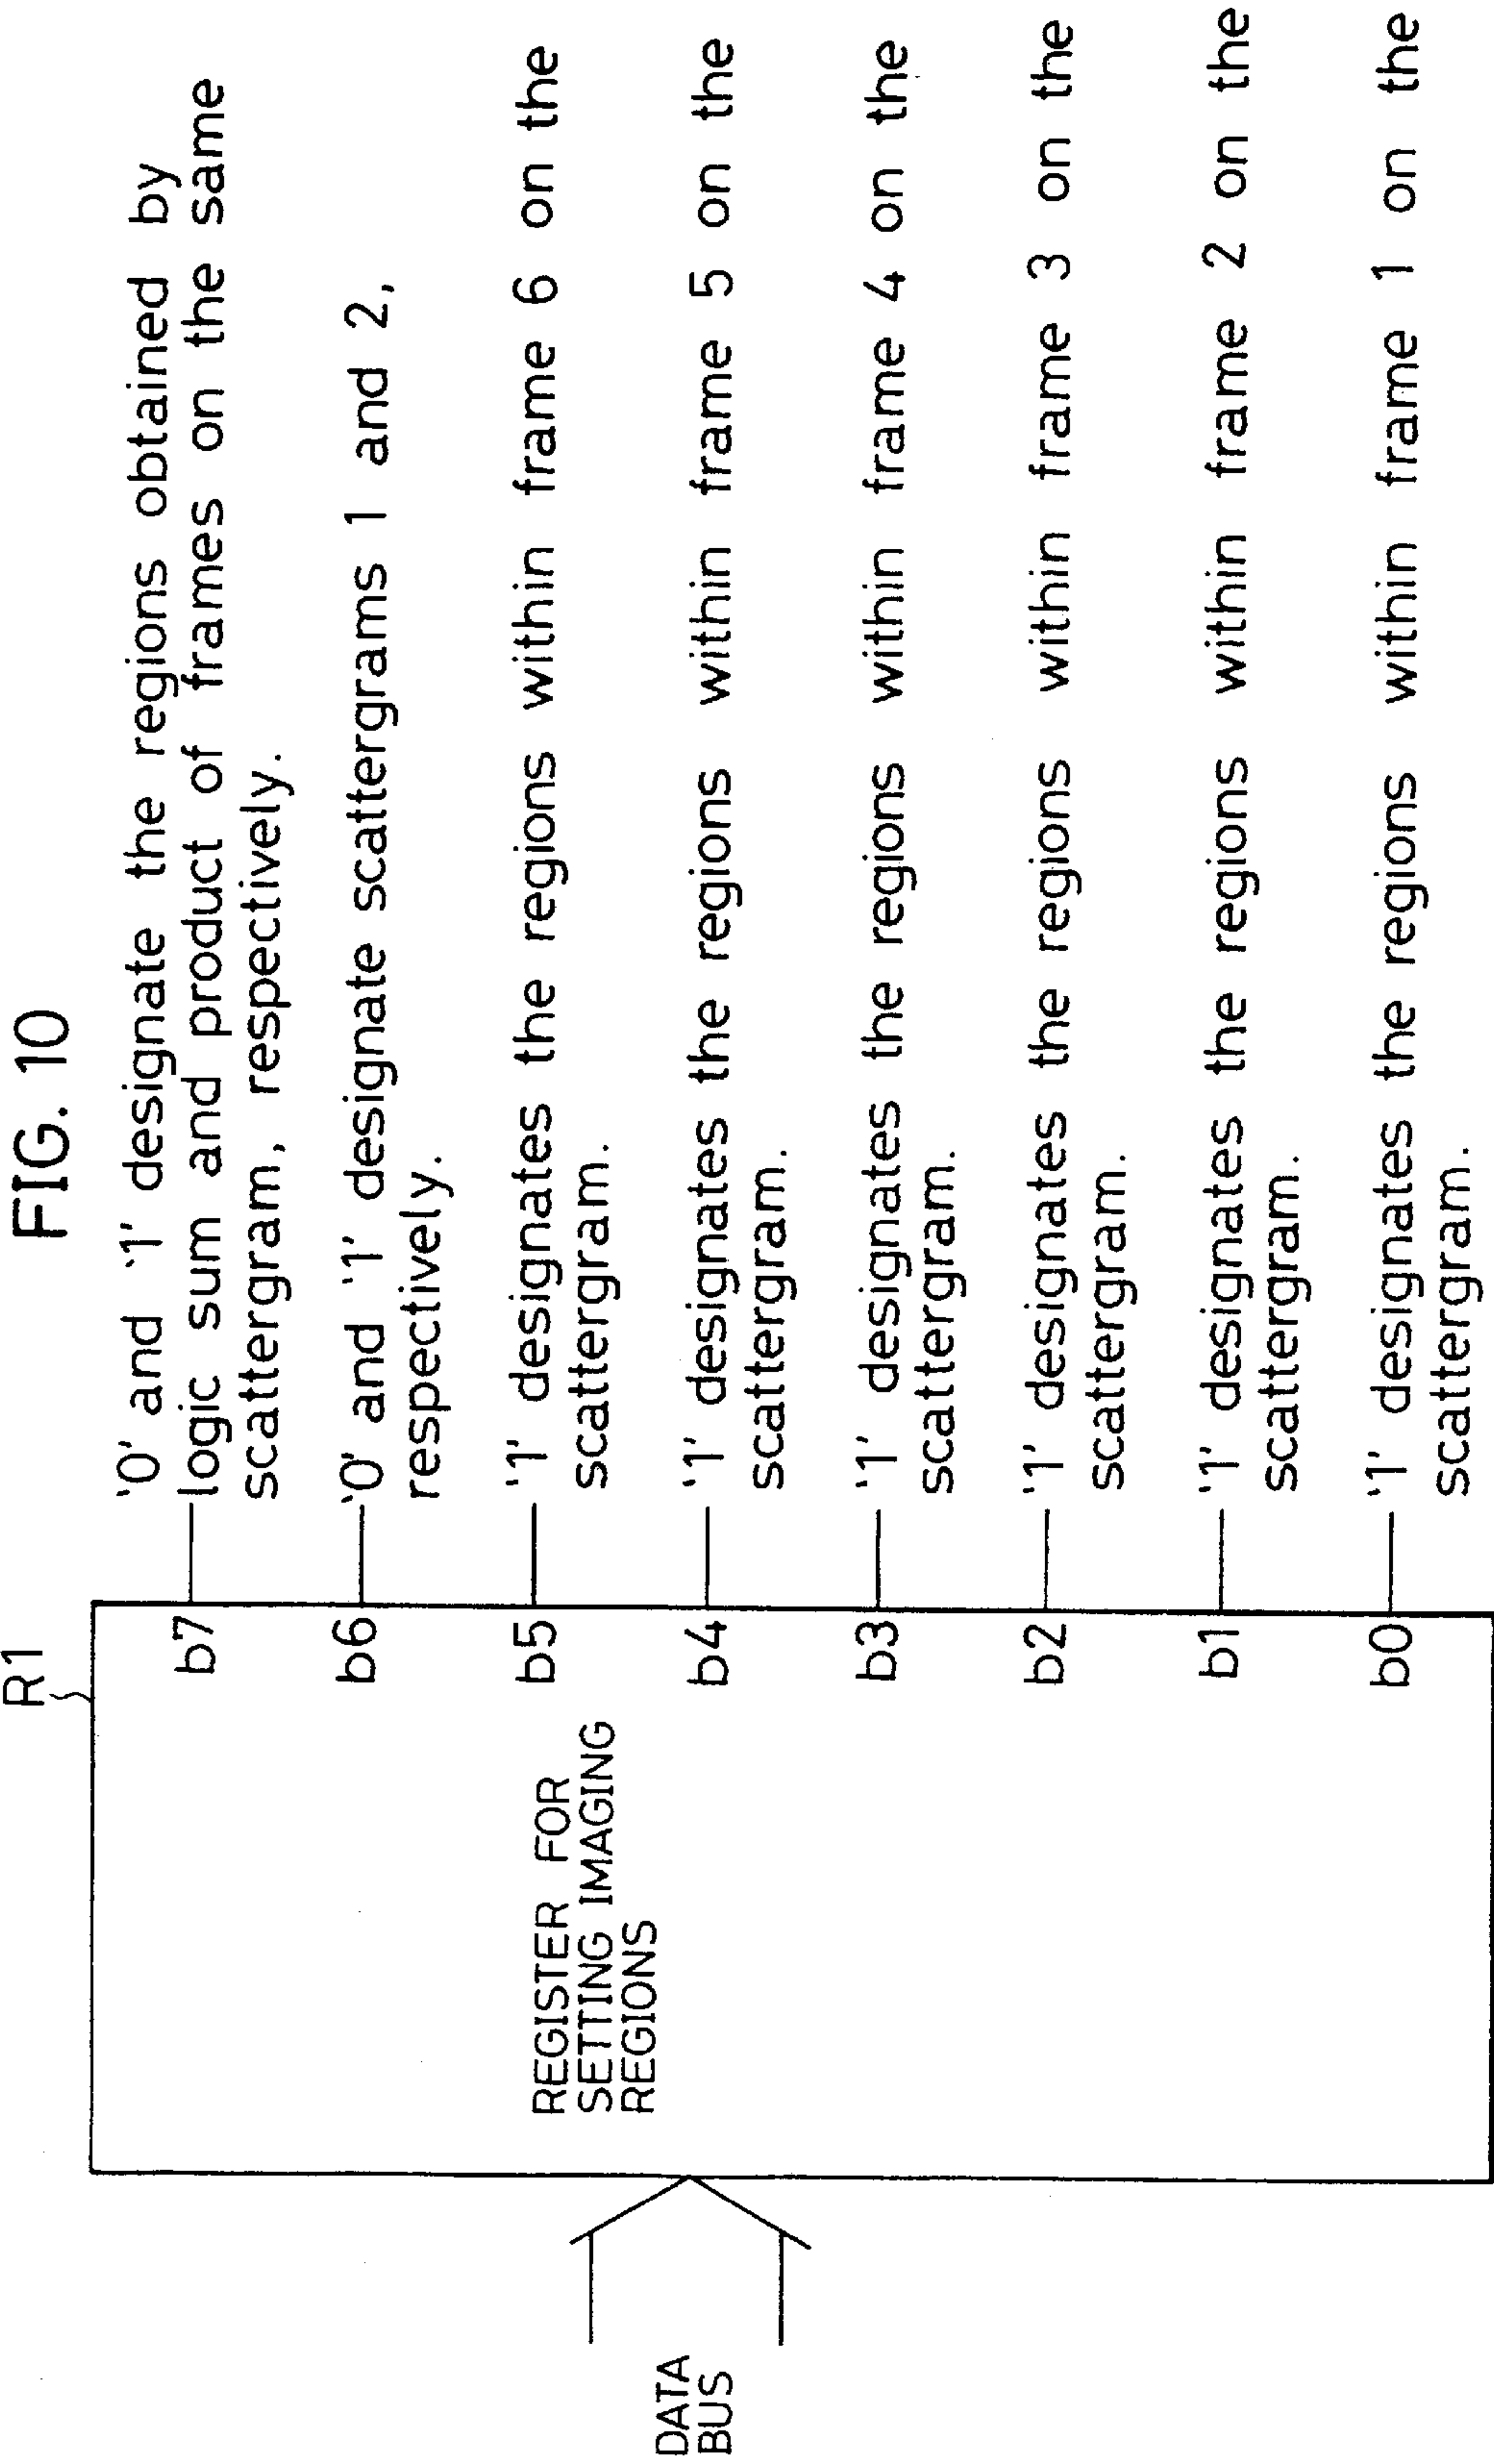 FIG. 10
R1
DATA
BUS
REGISTER FOR
SETTING IMAGING
REGIONS
b7
'0' and '1' designate the regions obtained by
logic sum and product of frames on the same
scattergram, respectively.
b6
'0' and '1' designate scattergrams 1 and 2,
respectively.
b5
'1' designates the regions within frame 6 on the
scattergram.
b4
'1' designates the regions within frame 5 on the
scattergram.
b3
'1' designates the regions within frame 4 on the
scattergram.
b2
'1' designates the regions within frame 3 on the
scattergram.
b1
'1' designates the regions within frame 2 on the
scattergram.
b0
'1' designates the regions within frame 1 on the
scattergram.